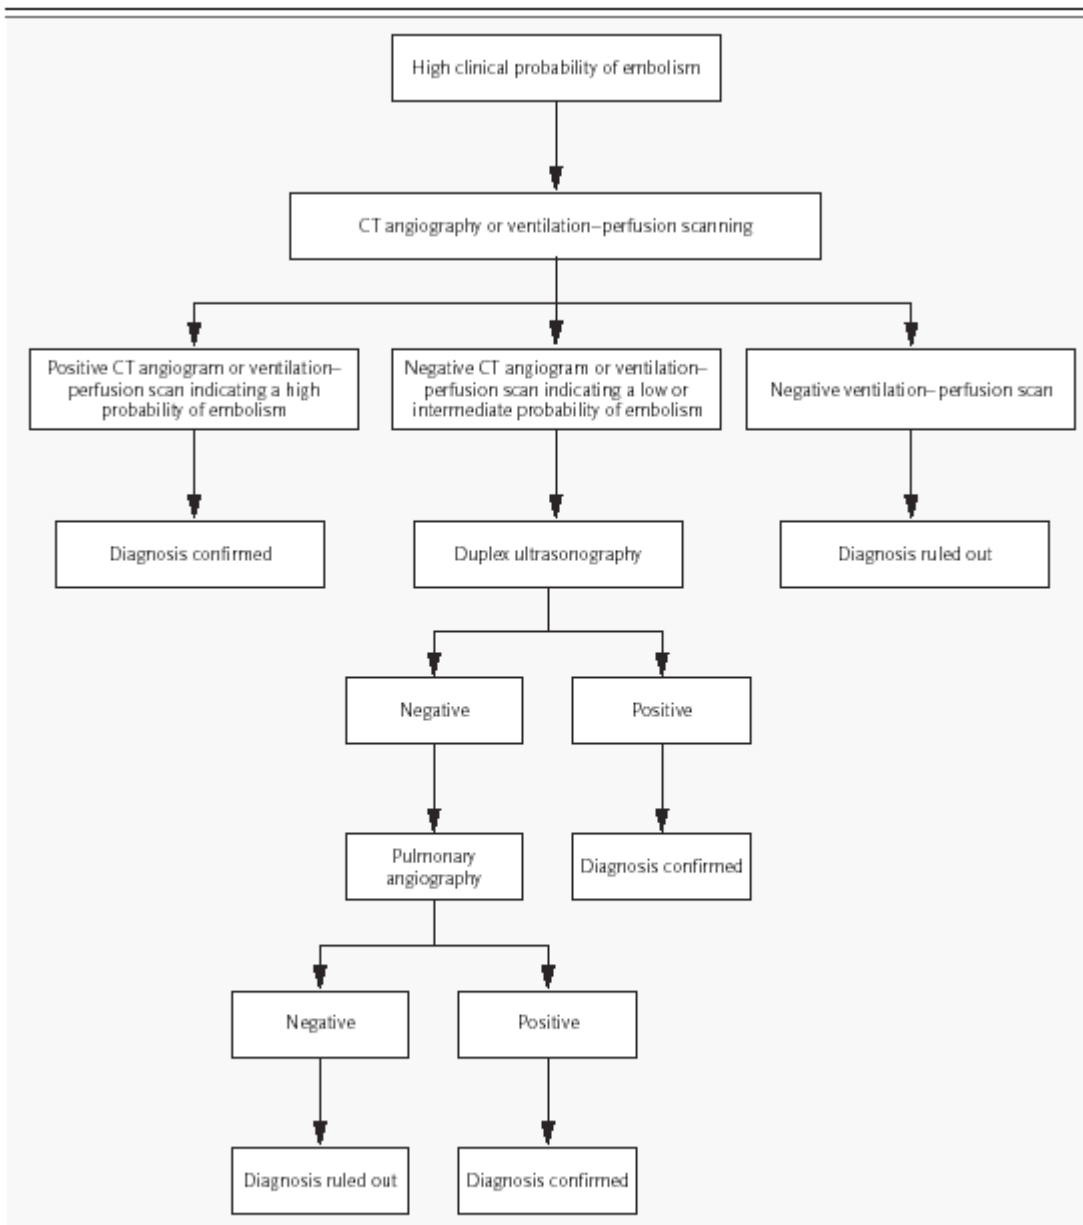 High clinical probability of embolism
CT angiography or ventilation–perfusion scanning
Positive CT angiogram or ventilation–
perfusion scan indicating a high
probability of embolism
Negative CT angiogram or ventilation–
perfusion scan indicating a low or
intermediate probability of embolism
Negative ventilation–perfusion scan
Diagnosis confirmed
Duplex ultrasonography
Diagnosis ruled out
Negative
Positive
Pulmonary
angiography
Diagnosis confirmed
Negative
Positive
Diagnosis ruled out
Diagnosis confirmed